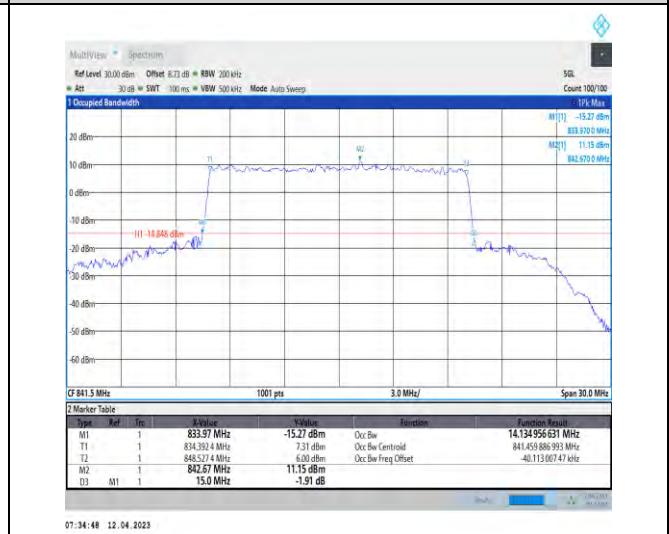 MultiView Spectrum
Ref Level 30.00 dBm Offset 8.73 dB RBW 200 kHz SGL
Att 30 dB SWT 100 ms VBW 500 kHz Mode Auto Sweep Count 100/100
1 Occupied Bandwidth 1Pk Max
M1[1] -15.27 dBm
833.970 0 MHz
M2[1] 11.15 dBm
842.670 0 MHz
20 dBm
10 dBm
0 dBm
-10 dBm
-20 dBm
-30 dBm
-40 dBm
-50 dBm
-60 dBm
M2
T1
CF 841.5 MHz 1001 pts 3.0 MHz/ Span 30.0 MHz
2 Marker Table
Type Ref Trc X-Value Y-Value Function Function Result
M1 1 833.97 MHz -15.27 dBm Occ Bw 14.134 956 631 MHz
T1 1 834.392 4 MHz 7.31 dBm Occ Bw Centroid 841.459 886 993 MHz
T2 1 848.527 4 MHz 6.00 dBm Occ Bw Freq Offset -40.113 007 47 kHz
M2 1 842.67 MHz 11.15 dBm
D3 M1 1 15.0 MHz -1.91 dB
07:34:48 12.04.2023